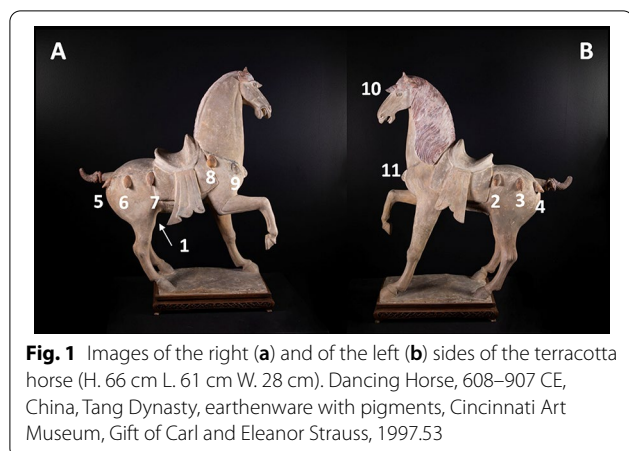 A
B
10
11
8
9
5
6
7
2
3
4
1
Fig. 1 Images of the right (a) and of the left (b) sides of the terracotta
horse (H. 66 cm L. 61 cm W. 28 cm). Dancing Horse, 608–907 CE,
China, Tang Dynasty, earthenware with pigments, Cincinnati Art
Museum, Gift of Carl and Eleanor Strauss, 1997.53